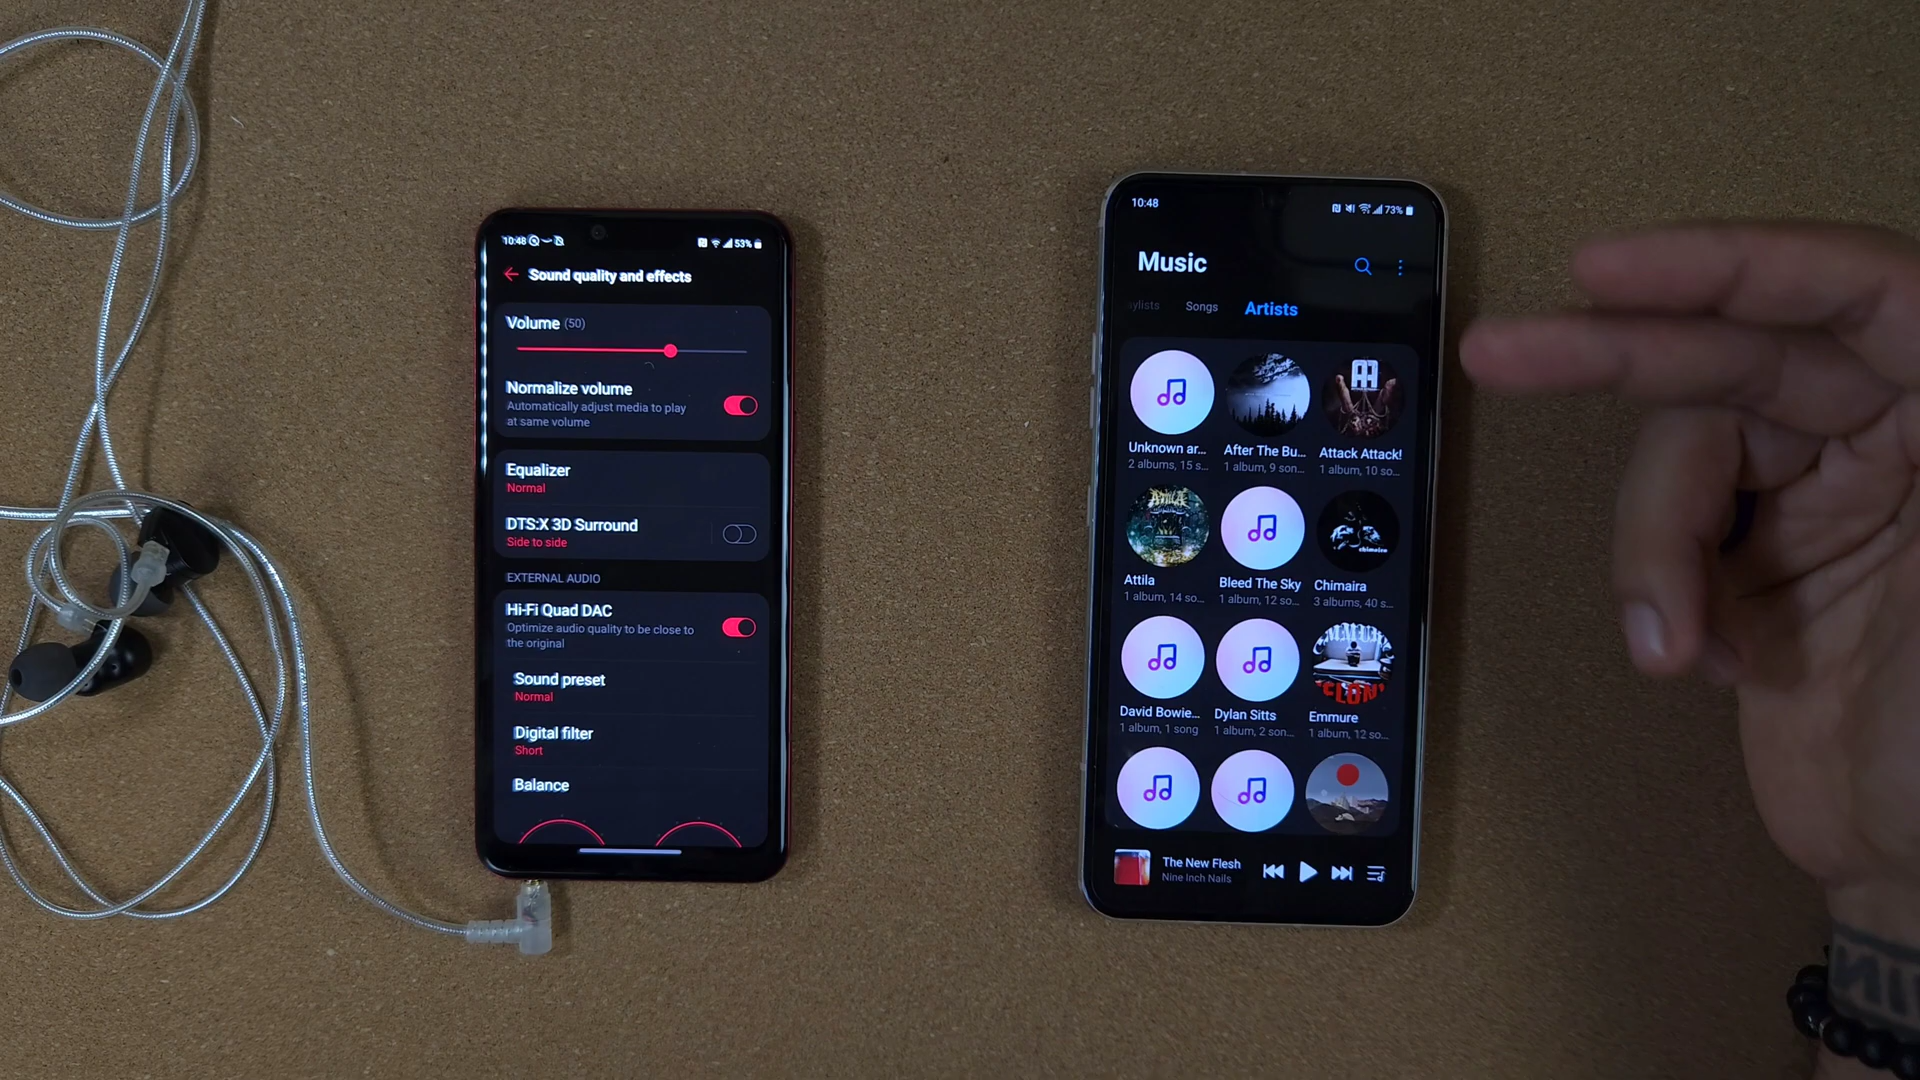 10:48
53%
Sound quality and effects
Volume (50)
Normalize volume
Automatically adjust media to play
at same volume
Equalizer
Normal
DTS:X 3D Surround
Side to side
EXTERNAL AUDIO
Hi-Fi Quad DAC
Optimize audio quality to be close to
the original
Sound preset
Normal
Digital filter
Short
Balance
10:48
73%
Music
aylists Songs Artists
Unknown ar... After The Bu... Attack Attack!
2 albums, 15 s... 1 album, 9 son... 1 album, 10 so...
ATTILA
Attila Bleed The Sky Chimaira
1 album, 14 so... 1 album, 12 so... 3 albums, 40 s...
chimaira
David Bowie... Dylan Sitts Emmure
1 album, 1 song 1 album, 2 son... 1 album, 12 so...
The New Flesh
Nine Inch Nails